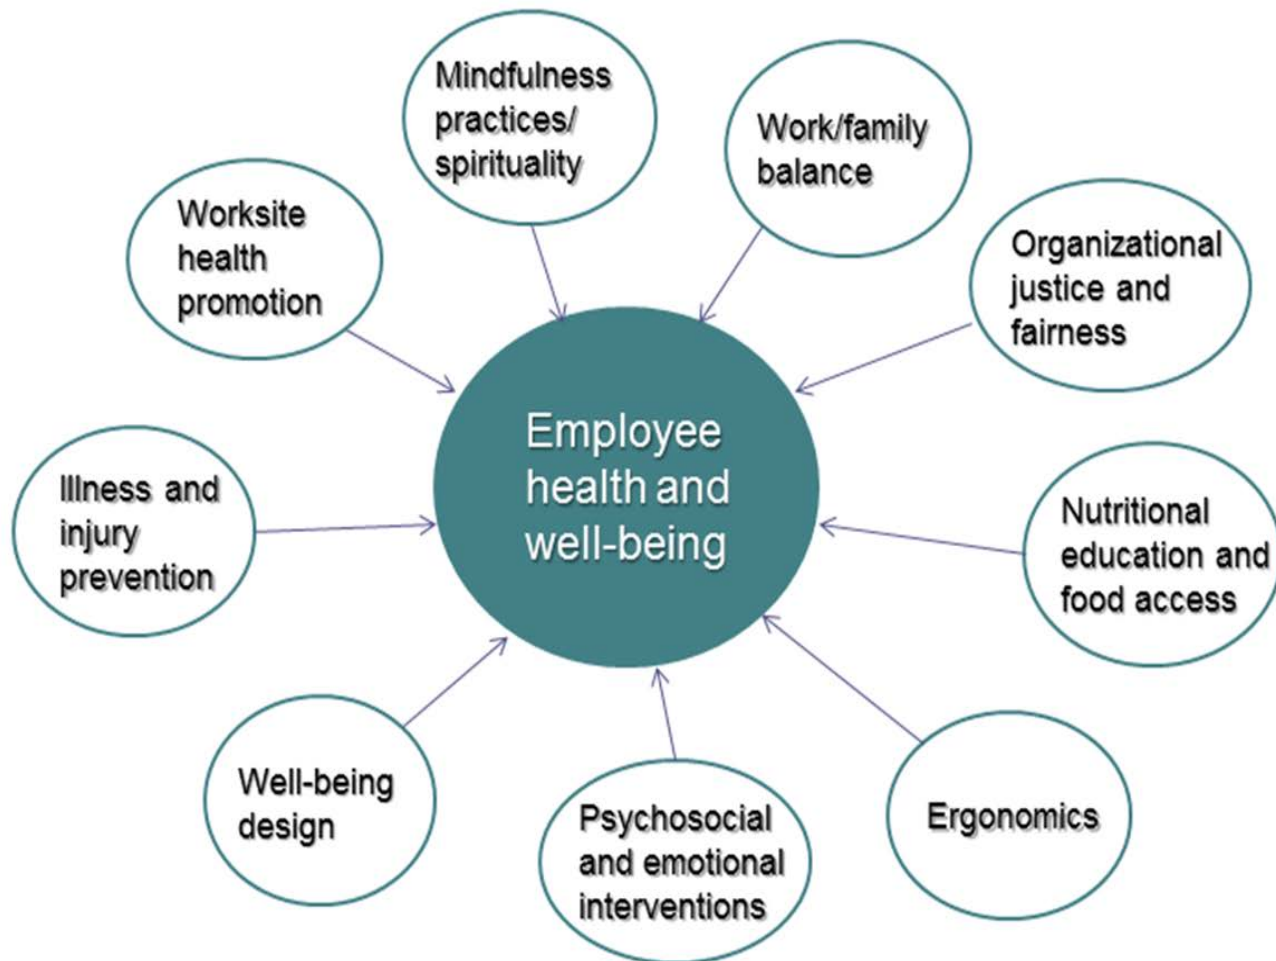 Mindfulness
practices/
spirituality
Work/family
balance
Organizational
justice and
fairness
Nutritional
education and
food access
Ergonomics
Psychosocial
and emotional
interventions
Well-being
design
Illness and
injury
prevention
Worksite
health
promotion
Employee
health and
well-being